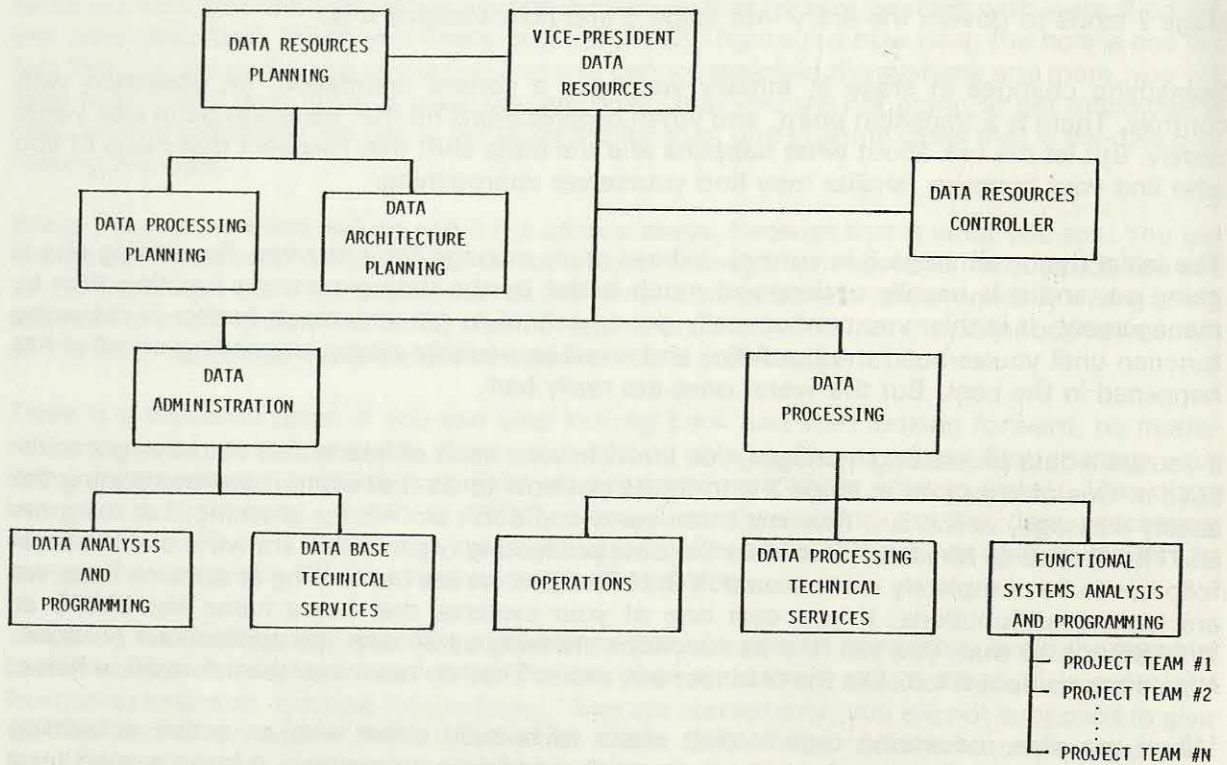 DATA RESOURCES
PLANNING
VICE-PRESIDENT
DATA
RESOURCES
DATA PROCESSING
PLANNING
DATA
ARCHITECTURE
PLANNING
DATA RESOURCES
CONTROLLER
DATA
ADMINISTRATION
DATA
PROCESSING
DATA ANALYSIS
AND
PROGRAMMING
DATA BASE
TECHNICAL
SERVICES
OPERATIONS
DATA PROCESSING
TECHNICAL
SERVICES
FUNCTIONAL
SYSTEMS ANALYSIS
AND PROGRAMMING
PROJECT TEAM #1
PROJECT TEAM #2
PROJECT TEAM #N